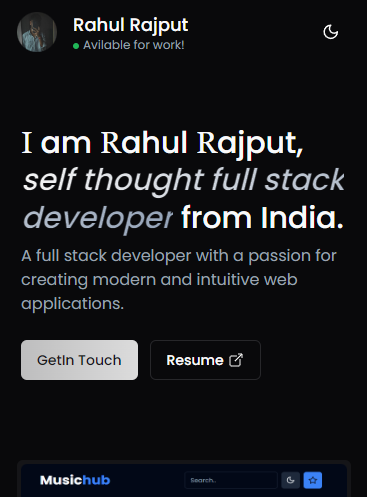 Rahul Rajput
Avilable for work!
I am Rahul Rajput,
self thought full stack
developer from India.
A full stack developer with a passion for
creating modern and intuitive web
applications.
GetIn Touch
Resume
Musichub
Search..